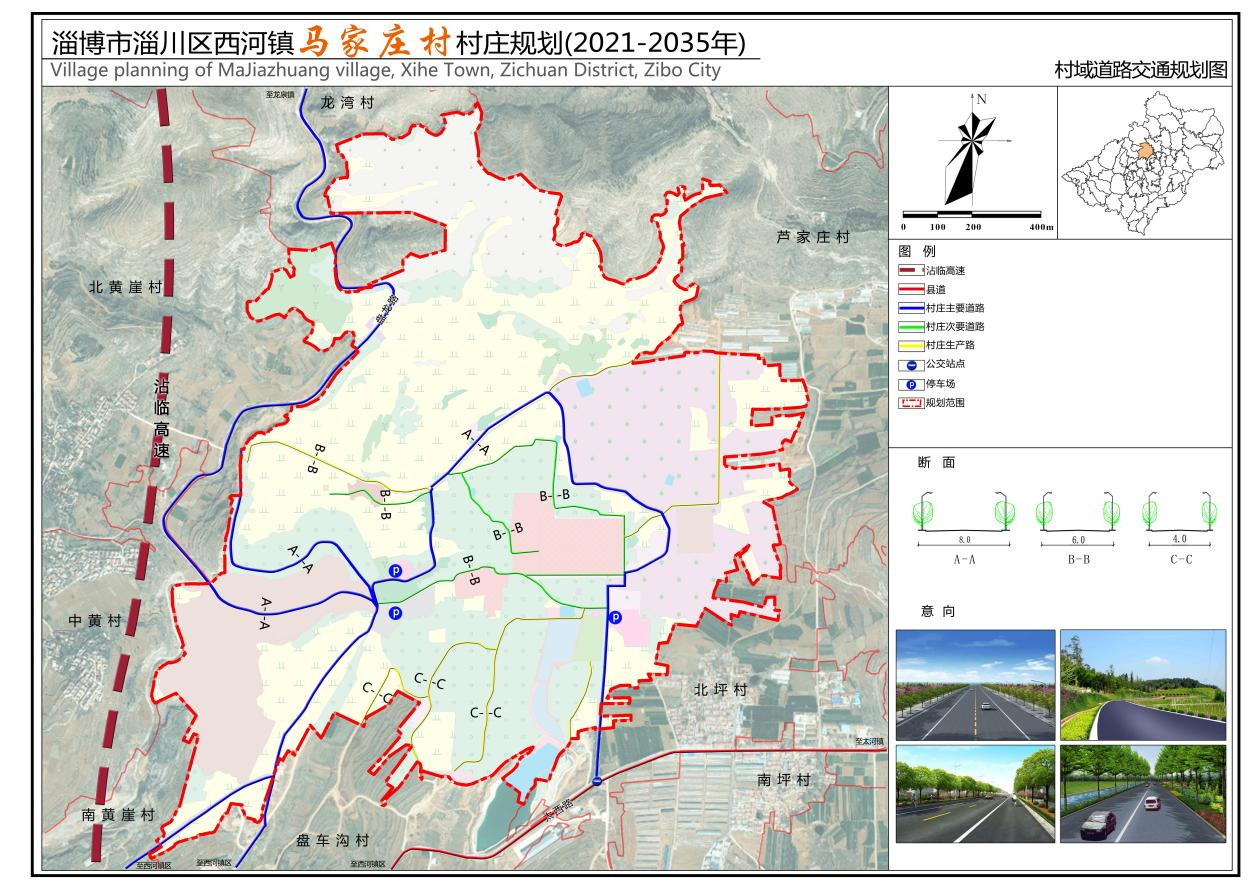 淄博市淄川区西河镇马家庄村村庄规划(2021-2035年)
Village planning of MaJiazhuang village, Xihe Town, Zichuan District, Zibo City
村域道路交通规划图
至龙泉镇
龙湾村
芦家庄村
北黄崖村
盘龙路
沾临高速
A--A
B--B
B--B
B--B
B--B
B--B
A--A
A--A
中黄村
C--C
C--C
C--C
北坪村
至太河镇
南坪村
南黄崖村
盘车沟村
至西河镇区
至西河镇区
至西河镇区
P
P
P
N
0 100 200 400m
图 例
沾临高速
县道
村庄主要道路
村庄次要道路
村庄生产路
公交站点
P 停车场
规划范围
断 面
8.0 6.0 4.0
A-A B-B C-C
意 向